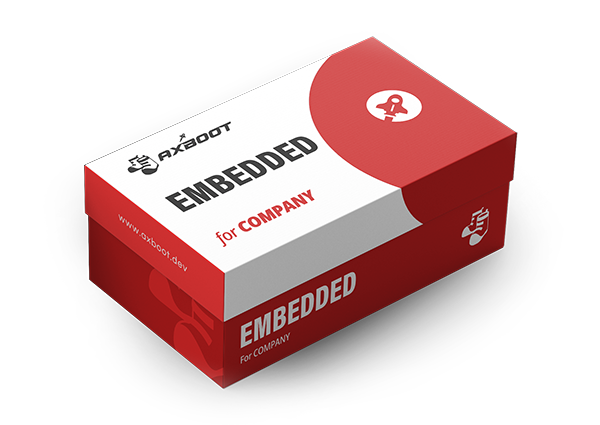 AXBOOT
EMBEDDED
for COMPANY
www.axboot.dev
EMBEDDED
For COMPANY